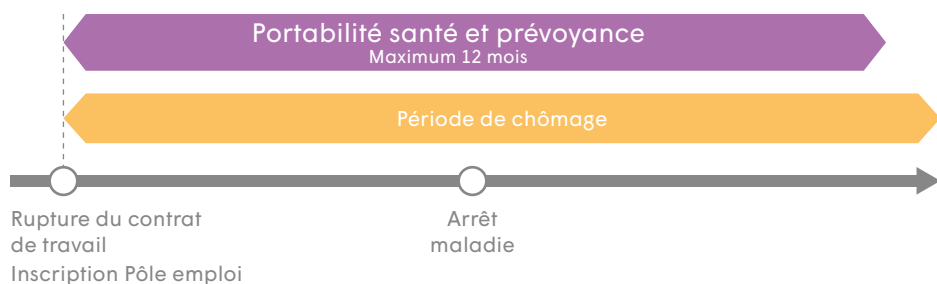 Portabilité santé et prévoyance
Maximum 12 mois
Période de chômage
Rupture du contrat
de travail
Inscription Pôle emploi
Arrêt
maladie